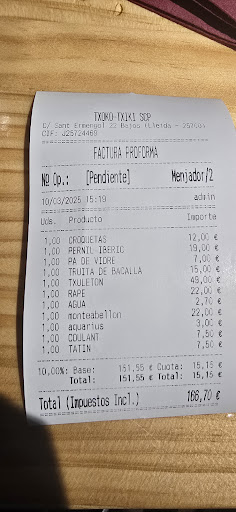 TXOKO-TXIKI SCP
C/ Sant Ermengol 22 Bajos (Lleida - 25200)
CIF: J25724469
FACTURA PROFORMA
Nº Op.: [Pendiente] Menjador/2
10/03/2025 15:19 admin
Uds. Producto Importe
1,00 CROQUETAS 12,00 €
1,00 PERNIL IBERIC 19,00 €
1,00 PA DE VIDRE 7,00 €
1,00 TRUITA DE BACALLA 15,00 €
1,00 TXULETON 49,00 €
1,00 RAPE 22,00 €
1,00 AGUA 2,70 €
1,00 monteabellon 22,00 €
1,00 aquarius 3,00 €
1,00 COULANT 7,50 €
1,00 TATIN 7,50 €
10,00%: Base: 151,55 € Cuota: 15,15 €
Total: 151,55 € Total: 15,15 €
Total (Impuestos Incl.) 166,70 €